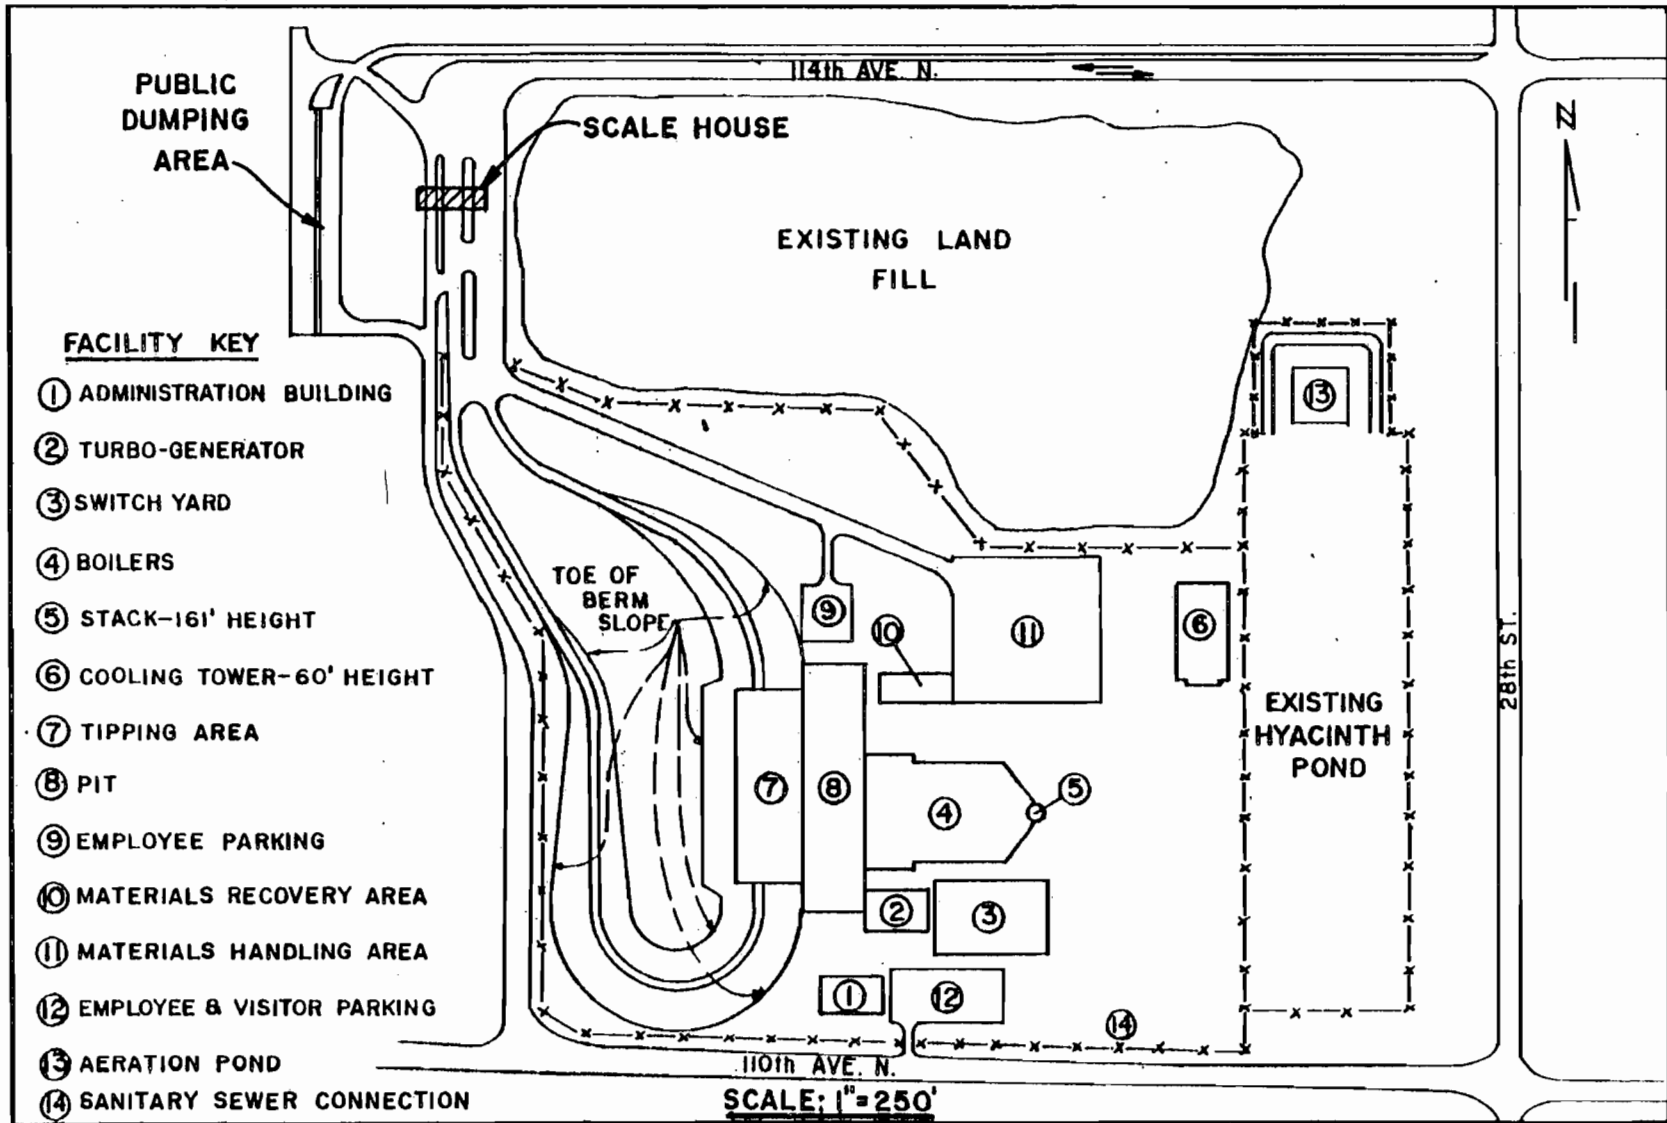 114th AVE. N.
PUBLIC
DUMPING
AREA
SCALE HOUSE
N
EXISTING LAND
FILL
FACILITY KEY
1 ADMINISTRATION BUILDING
2 TURBO-GENERATOR
3 SWITCH YARD
4 BOILERS
5 STACK-161' HEIGHT
6 COOLING TOWER-60' HEIGHT
7 TIPPING AREA
8 PIT
9 EMPLOYEE PARKING
10 MATERIALS RECOVERY AREA
11 MATERIALS HANDLING AREA
12 EMPLOYEE & VISITOR PARKING
13 AERATION POND
14 SANITARY SEWER CONNECTION
13
TOE OF
BERM
SLOPE
9
10
11
6
28th ST.
EXISTING
HYACINTH
POND
7
8
4
5
2
3
1
12
14
110th AVE. N.
SCALE: 1"=250'